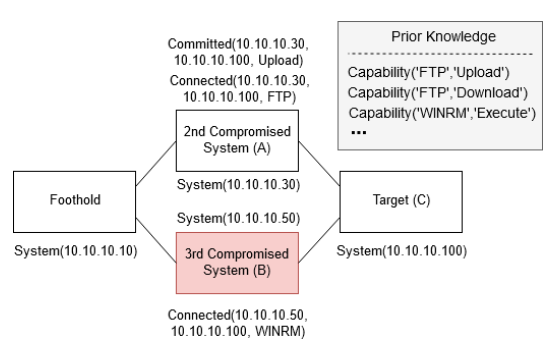 Committed(10.10.10.30,
10.10.10.100, Upload)
Connected(10.10.10.30,
10.10.10.100, FTP)
2nd Compromised
System (A)
System(10.10.10.30)
Prior Knowledge
Capability('FTP','Upload')
Capability('FTP','Download')
Capability('WINRM','Execute')
...
Foothold
System(10.10.10.10)
System(10.10.10.50)
3rd Compromised
System (B)
Connected(10.10.10.50,
10.10.10.100, WINRM)
Target (C)
System(10.10.10.100)